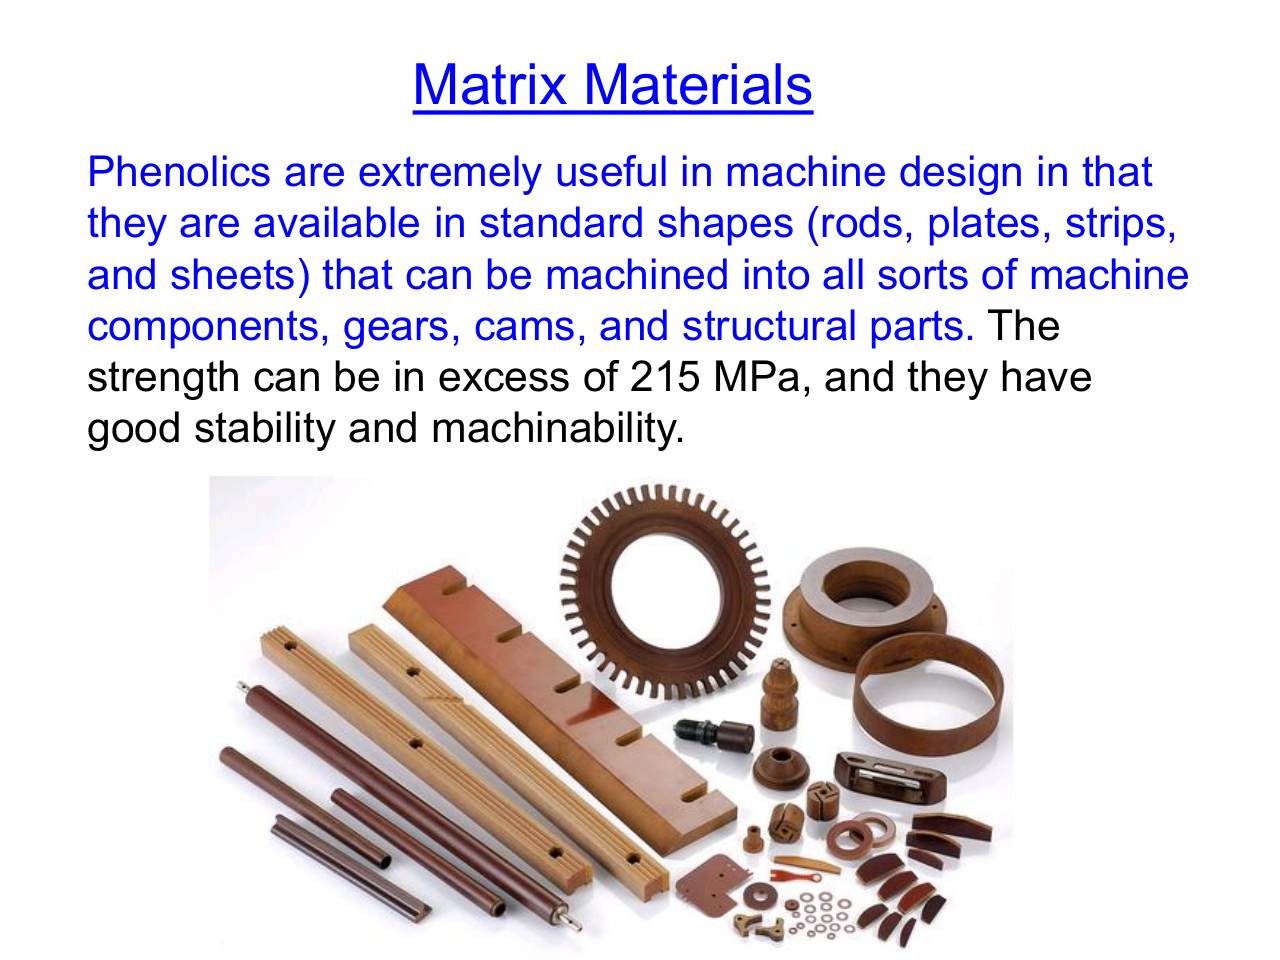 Matrix Materials
Phenolics are extremely useful in machine design in that
they are available in standard shapes (rods, plates, strips,
and sheets) that can be machined into all sorts of machine
components, gears, cams, and structural parts. The
strength can be in excess of 215 MPa, and they have
good stability and machinability.